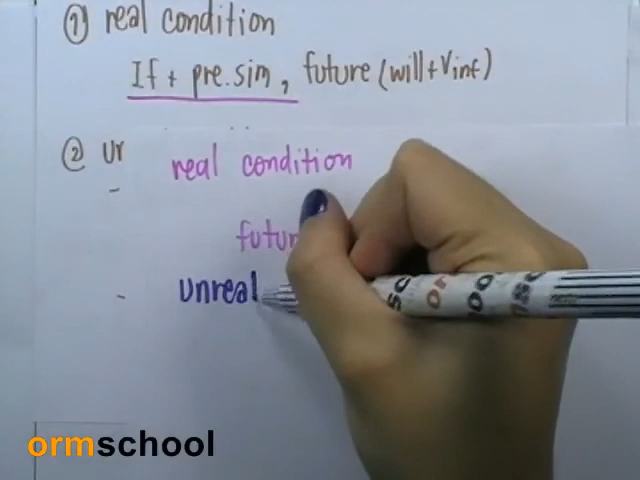 ① real condition
If + pre.sim, future (will + Vinf)
② Ur
real condition
futur
unreal
ormschool